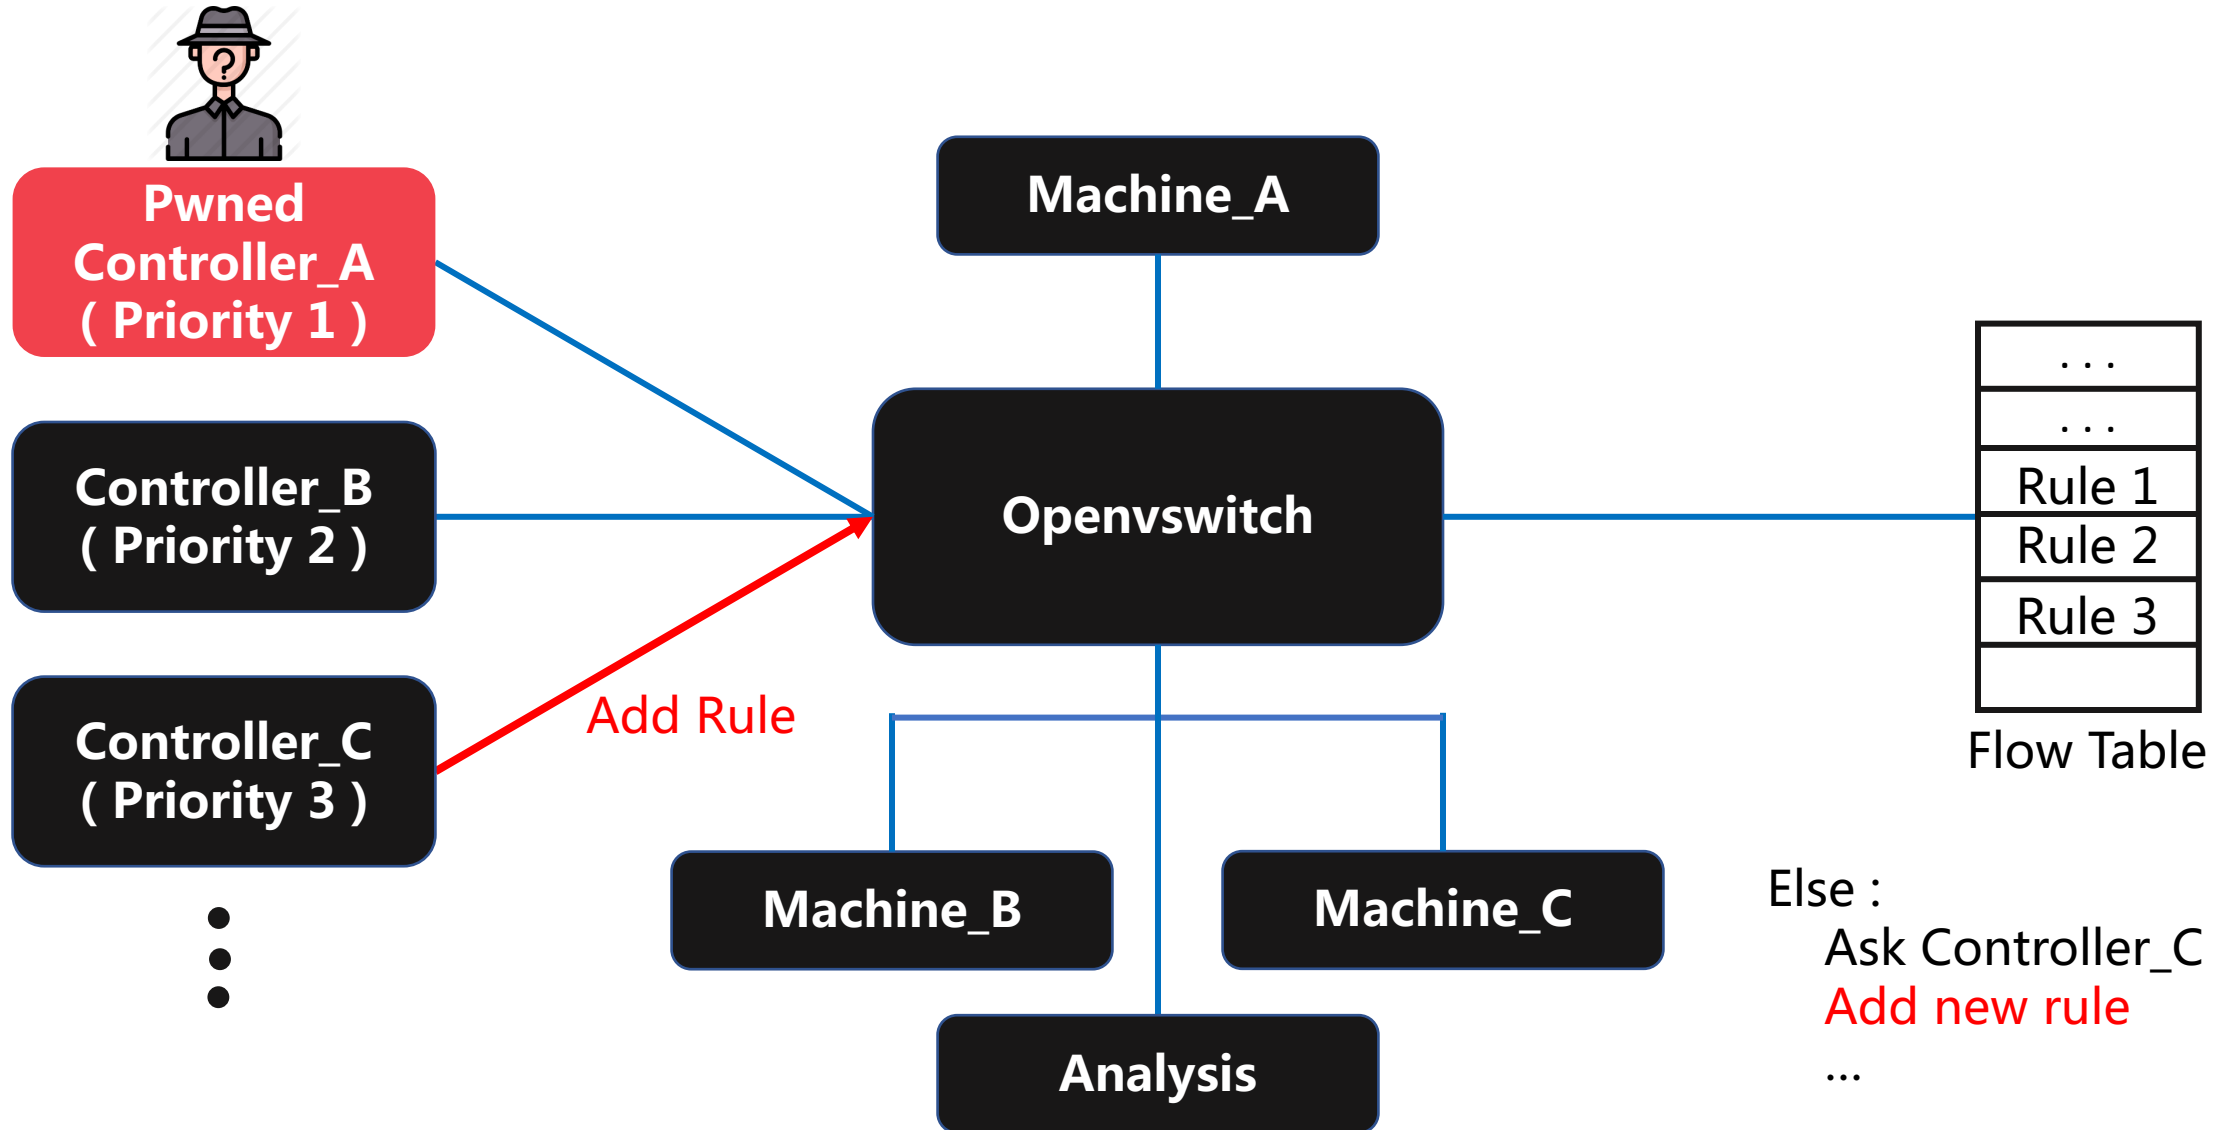 ?
Pwned
Controller_A
( Priority 1 )
Controller_B
( Priority 2 )
Controller_C
( Priority 3 )
Add Rule
Machine_A
Openvswitch
Machine_B
Machine_C
Analysis
. . .
. . .
Rule 1
Rule 2
Rule 3
Flow Table
Else :
Ask Controller_C
Add new rule
...